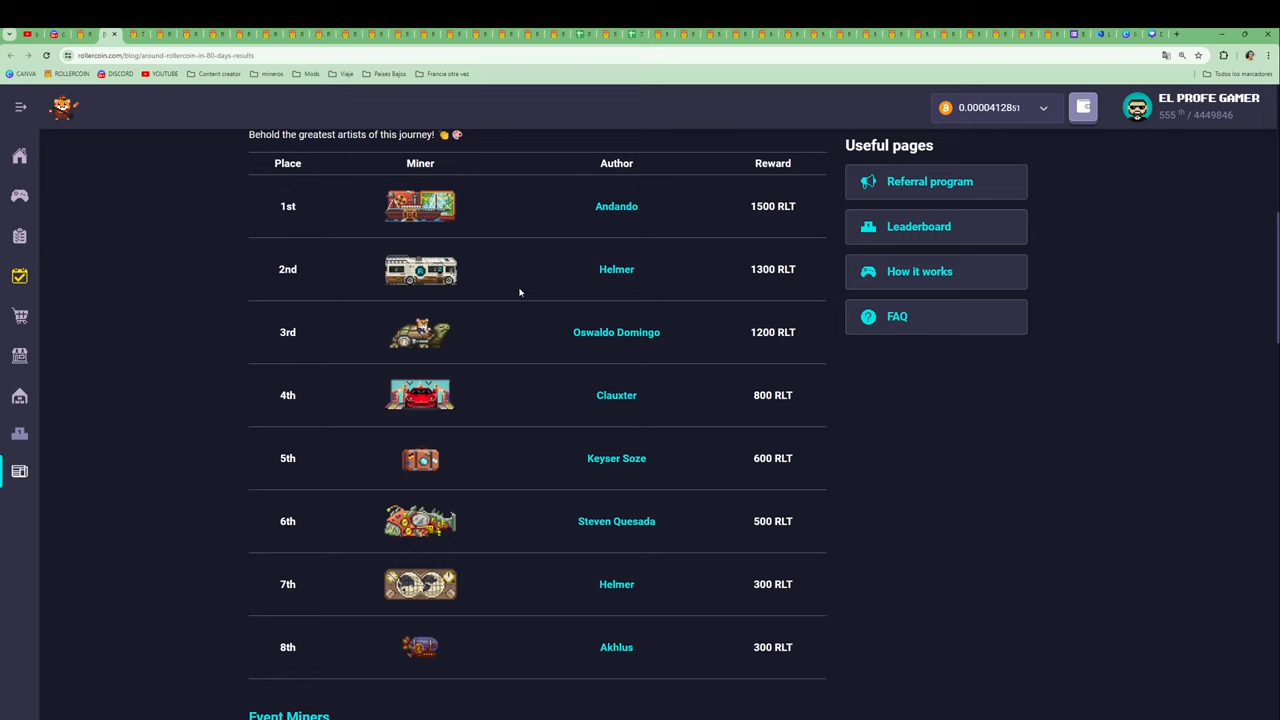 rollercoin.com/blog/around-rollercoin-in-80-days-results
CANVA ROLLERCOIN DISCORD YOUTUBE Content creator mineros Mods Viaje Paises Bajos Francia otra vez Todos los marcadores
0.0000412851
EL PROFE GAMER
555 th / 4449846
Behold the greatest artists of this journey! 👏 🎨
Place Miner Author Reward
1st Andando 1500 RLT
2nd Helmer 1300 RLT
3rd Oswaldo Domingo 1200 RLT
4th Clauxter 800 RLT
5th Keyser Soze 600 RLT
6th Steven Quesada 500 RLT
7th Helmer 300 RLT
8th Akhlus 300 RLT
Event Miners
Useful pages
Referral program
Leaderboard
How it works
FAQ